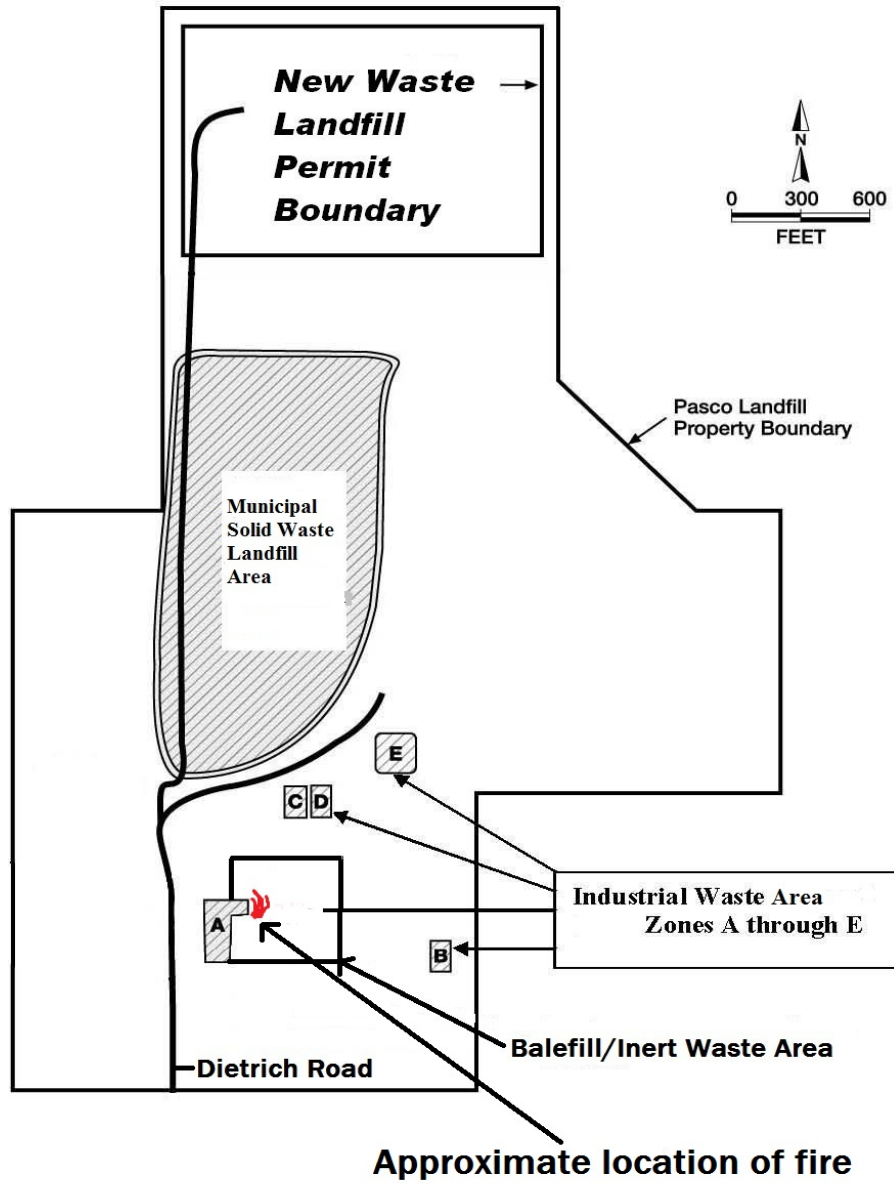 New Waste
Landfill
Permit
Boundary
N
0 300 600
FEET
Pasco Landfill
Property Boundary
Municipal
Solid Waste
Landfill
Area
E
C D
A
B
Industrial Waste Area
Zones A through E
Balefill/Inert Waste Area
Dietrich Road
Approximate location of fire